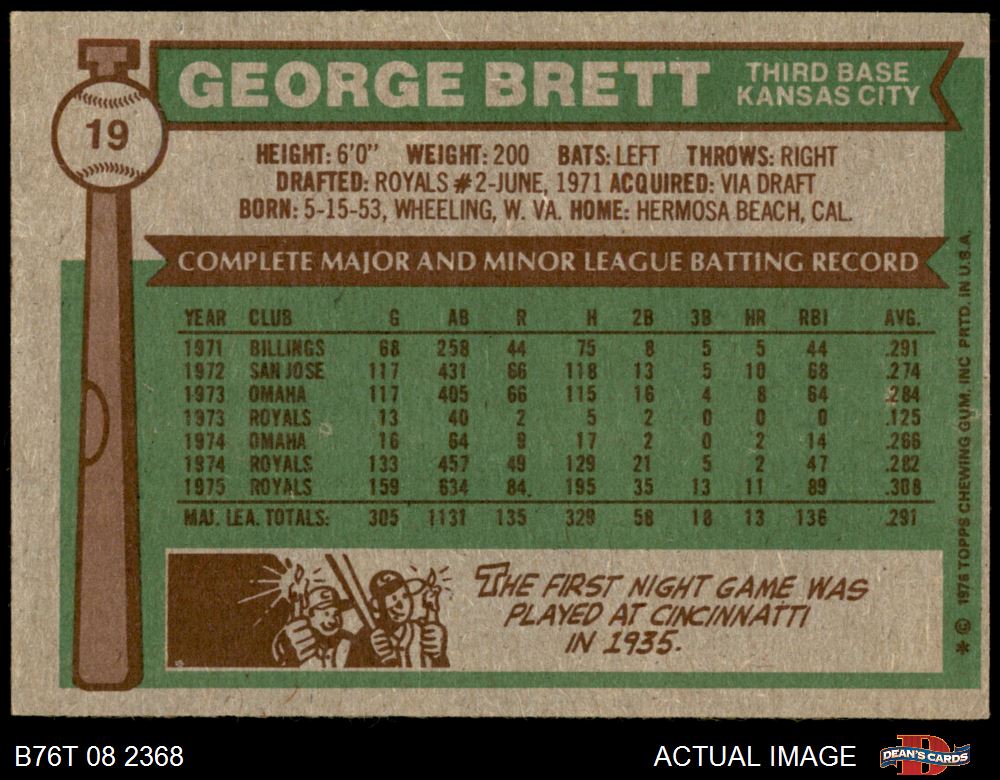 19
GEORGE BRETT
THIRD BASE
KANSAS CITY
HEIGHT: 6'0" WEIGHT: 200 BATS: LEFT THROWS: RIGHT
DRAFTED: ROYALS #2-JUNE, 1971 ACQUIRED: VIA DRAFT
BORN: 5-15-53, WHEELING, W. VA. HOME: HERMOSA BEACH, CAL.
COMPLETE MAJOR AND MINOR LEAGUE BATTING RECORD
YEAR CLUB G AB R H 2B 3B HR RBI AVG.
1971 BILLINGS 68 258 44 75 8 5 5 44 .291
1972 SAN JOSE 117 431 66 118 13 5 10 68 .274
1973 OMAHA 117 405 66 115 16 4 8 64 .284
1973 ROYALS 13 40 2 5 2 0 0 0 .125
1974 OMAHA 16 64 9 17 2 0 2 14 .266
1974 ROYALS 133 457 49 129 21 5 2 47 .282
1975 ROYALS 159 634 84 195 35 13 11 89 .308
MAJ. LEA. TOTALS: 305 1131 135 329 58 18 13 136 .291
THE FIRST NIGHT GAME WAS
PLAYED AT CINCINNATTI
IN 1935.
* © 1976 TOPPS CHEWING GUM, INC PRTD. IN U.S.A.
B76T 08 2368
ACTUAL IMAGE
DEAN'S CARDS